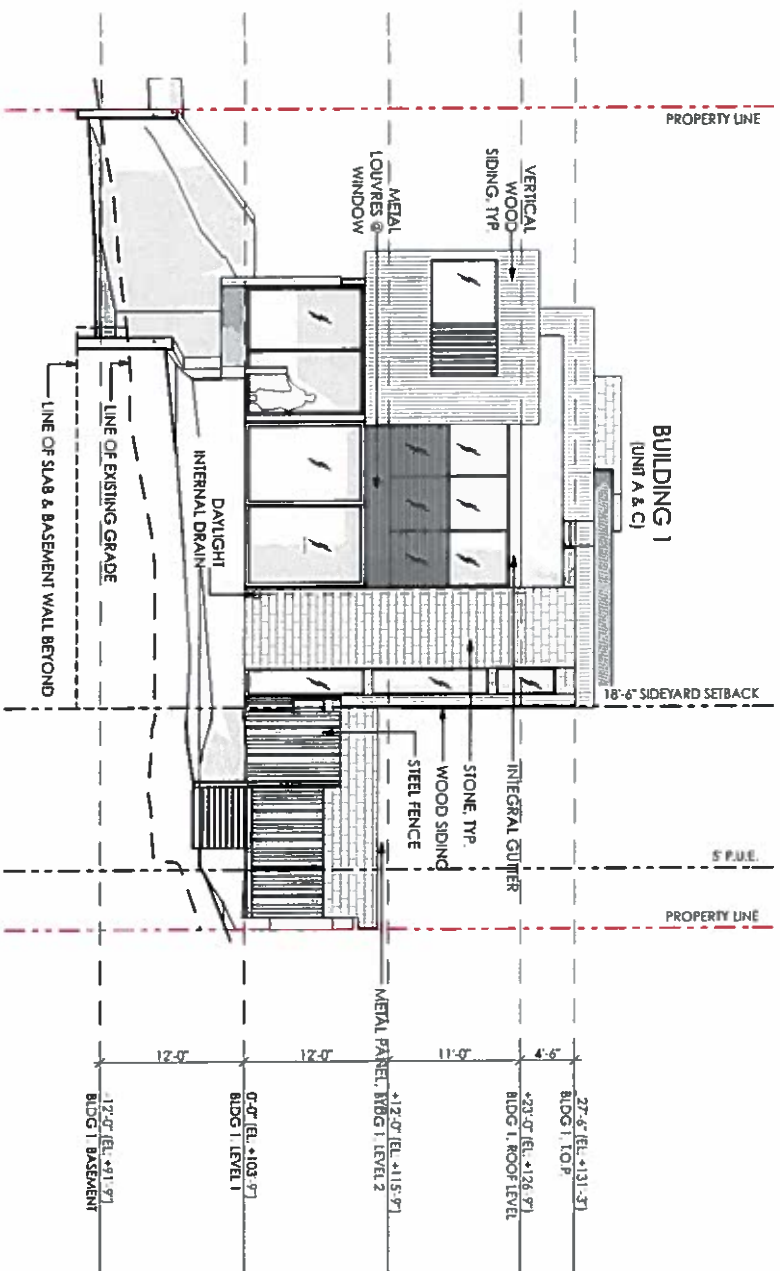 BUILDING 1
(UNIT A & C)
PROPERTY LINE
VERTICAL
WOOD
SIDING, TYP.
METAL
LOUVRES @
WINDOW
18'-6" SIDEYARD SETBACK
5' P.U.E.
PROPERTY LINE
INTEGRAL GUTTER
STONE, TYP.
WOOD SIDING
STEEL FENCE
METAL PANEL, TYP.
DAYLIGHT
INTERNAL DRAIN
LINE OF EXISTING GRADE
LINE OF SLAB & BASEMENT WALL BEYOND
4'-6"
11'-0"
12'-0"
12'-0"
27'-6" (EL. +131'-3")
BLDG 1, T.O.P.
+23'-0" (EL. +126'-9")
BLDG 1, ROOF LEVEL
+12'-0" (EL. +115'-9")
BLDG 1, LEVEL 2
0'-0" (EL. +103'-9")
BLDG 1, LEVEL 1
-12'-0" (EL. +91'-9")
BLDG 1, BASEMENT